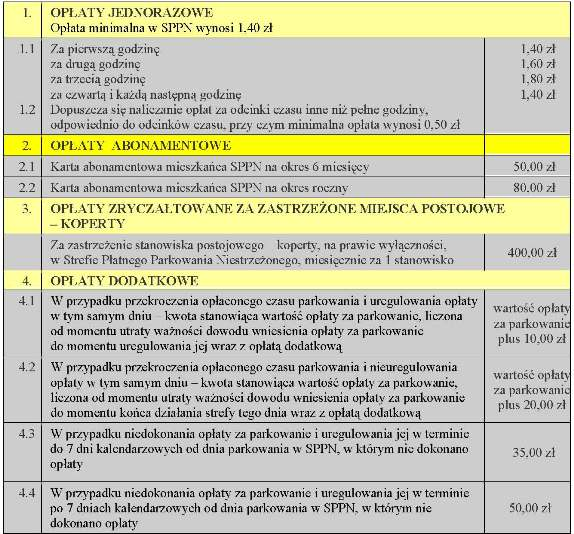 1. OPŁATY JEDNORAZOWE
Opłata minimalna w SPPN wynosi 1,40 zł
1.1 Za pierwszą godzinę 1,40 zł
za drugą godzinę 1,60 zł
za trzecią godzinę 1,80 zł
za czwartą i każdą następną godzinę 1,40 zł
1.2 Dopuszcza się naliczanie opłat za odcinki czasu inne niż pełne godziny,
odpowiednio do odcinków czasu, przy czym minimalna opłata wynosi 0,50 zł
2. OPŁATY ABONAMENTOWE
2.1 Karta abonamentowa mieszkańca SPPN na okres 6 miesięcy 50,00 zł
2.2 Karta abonamentowa mieszkańca SPPN na okres roczny 80,00 zł
3. OPŁATY ZRYCZAŁTOWANE ZA ZASTRZEŻONE MIEJSCA POSTOJOWE
– KOPERTY
Za zastrzeżenie stanowiska postojowego – koperty, na prawie wyłączności,
w Strefie Płatnego Parkowania Niestrzeżonego, miesięcznie za 1 stanowisko 400,00 zł
4. OPŁATY DODATKOWE
4.1 W przypadku przekroczenia opłaconego czasu parkowania i uregulowania opłaty
w tym samym dniu – kwota stanowiąca wartość opłaty za parkowanie, liczona
od momentu utraty ważności dowodu wniesienia opłaty za parkowanie
do momentu uregulowania jej wraz z opłatą dodatkową
wartość opłaty
za parkowanie
plus 10,00 zł
4.2 W przypadku przekroczenia opłaconego czasu parkowania i nieuregulowania
opłaty w tym samym dniu – kwota stanowiąca wartość opłaty za parkowanie,
liczona od momentu utraty ważności dowodu wniesienia opłaty za parkowanie
do momentu końca działania strefy tego dnia wraz z opłatą dodatkową
wartość opłaty
za parkowanie
plus 20,00 zł
4.3 W przypadku niedokonania opłaty za parkowanie i uregulowania jej w terminie
do 7 dni kalendarzowych od dnia parkowania w SPPN, w którym nie dokonano
opłaty
35,00 zł
4.4 W przypadku niedokonania opłaty za parkowanie i uregulowania jej w terminie
po 7 dniach kalendarzowych od dnia parkowania w SPPN, w którym nie
dokonano opłaty
50,00 zł